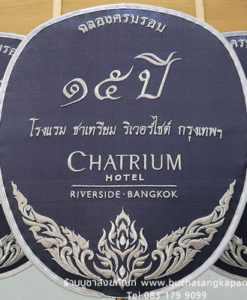 ฉลองครบรอบ
๑๕ ปี
โรงแรม ชาเทรียม ริเวอร์ไซด์ กรุงเทพฯ
CHATRIUM
HOTEL
RIVERSIDE · BANGKOK
www.buchasangkapan
Tel 083 179 9099